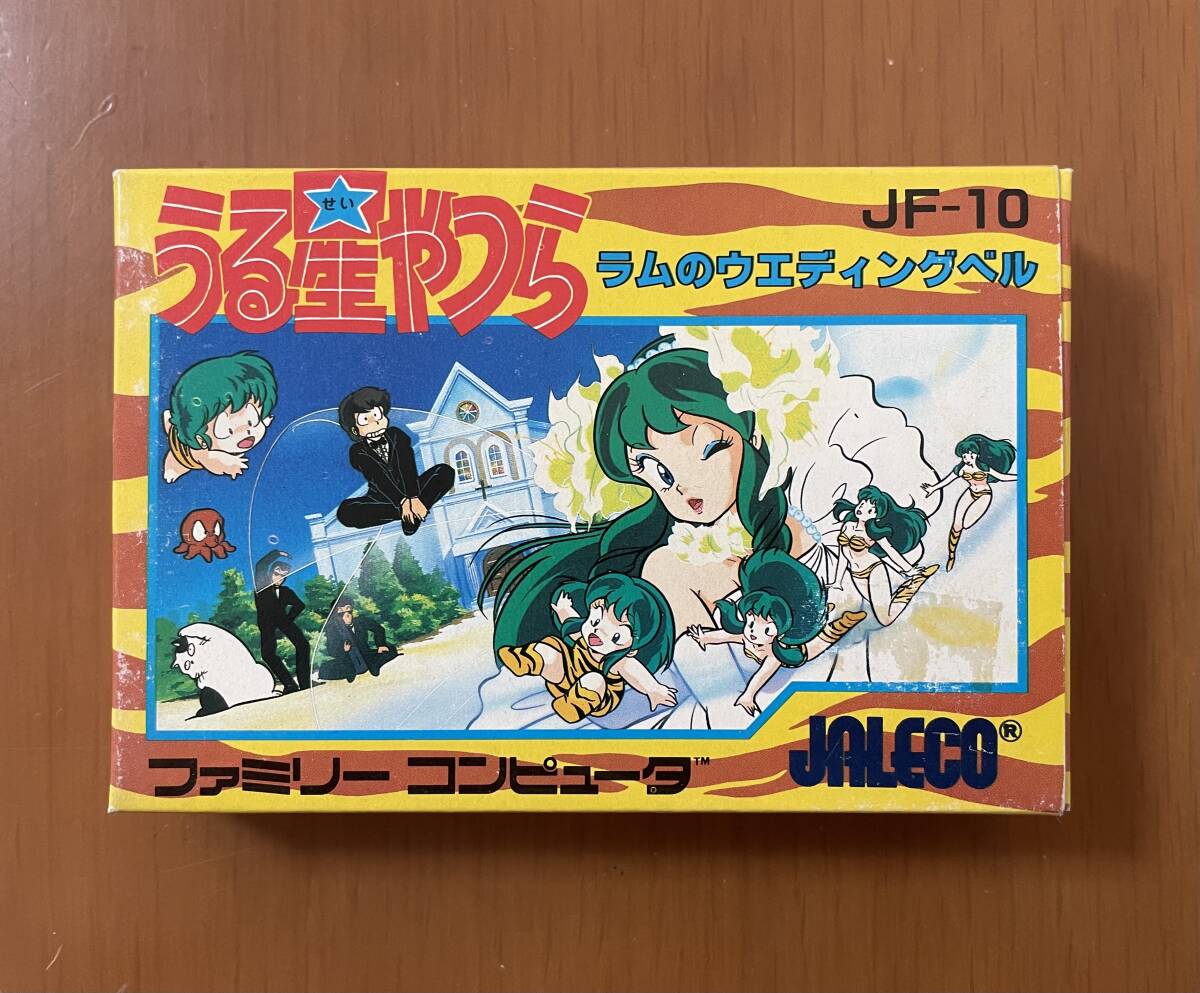 うる星やつら
せい
JF-10
ラムのウエディングベル
ファミリーコンピュータ™
JALECO®